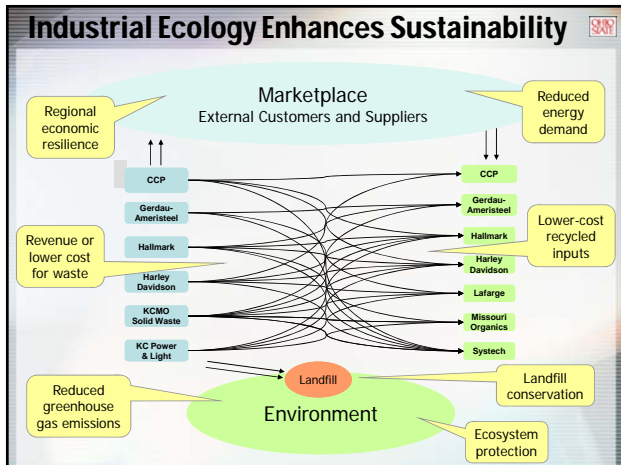 Industrial Ecology Enhances Sustainability
OHIO
STATE
Marketplace
External Customers and Suppliers
Regional
economic
resilience
Reduced
energy
demand
CCP
Gerdau-
Ameristeel
Hallmark
Harley
Davidson
KCMO
Solid Waste
KC Power
& Light
CCP
Gerdau-
Ameristeel
Hallmark
Harley
Davidson
Lafarge
Missouri
Organics
Systech
Revenue or
lower cost
for waste
Lower-cost
recycled
inputs
Landfill
Environment
Reduced
greenhouse
gas emissions
Landfill
conservation
Ecosystem
protection